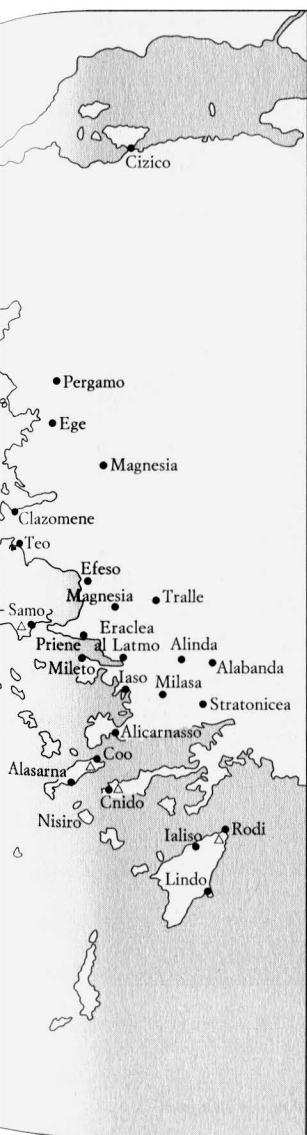 Cizico
Pergamo
Ege
Magnesia
Clazomene
Teo
Efeso
Magnesia
Tralle
Samo
Eraclea
Priene al Latmo
Alinda
Mileto
Alabanda
Iaso
Milasa
Stratonicea
Alicarnasso
Coo
Alasarna
Cnido
Nisiro
Ialiso
Rodi
Lindo